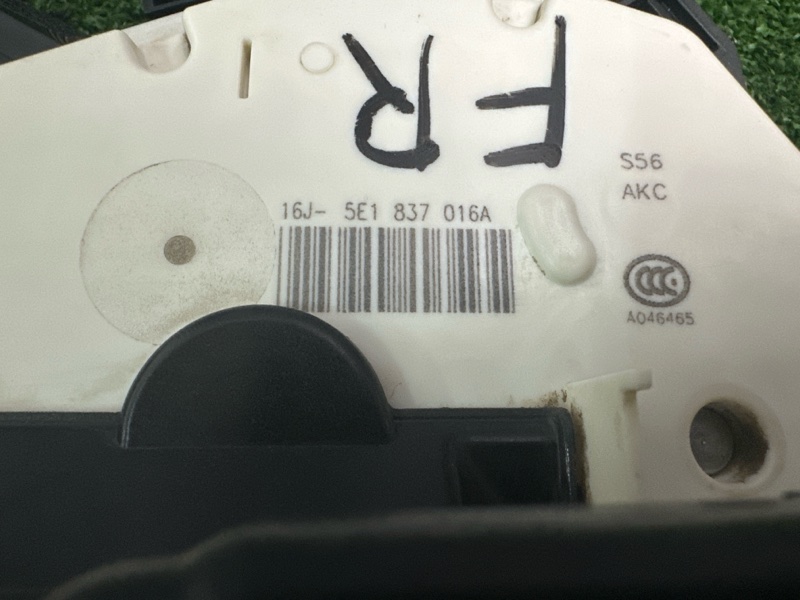 FR
S56
AKC
16J- 5E1 837 016A
CCC
A046465